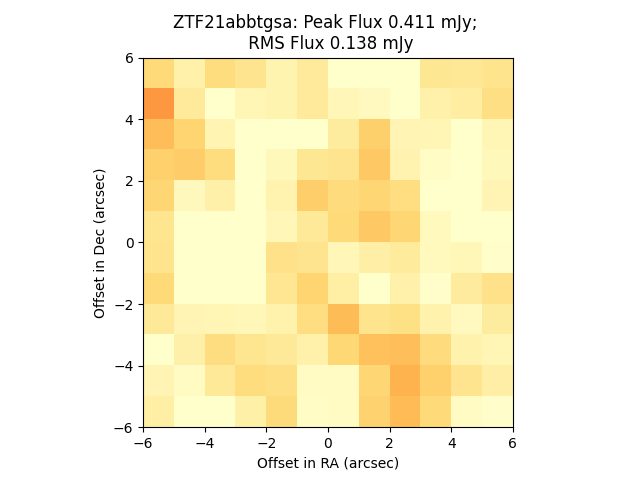 ZTF21abbtgsa: Peak Flux 0.411 mJy;
RMS Flux 0.138 mJy
6
4
2
0
−2
−4
−6
Offset in Dec (arcsec)
−6 −4 −2 0 2 4 6
Offset in RA (arcsec)